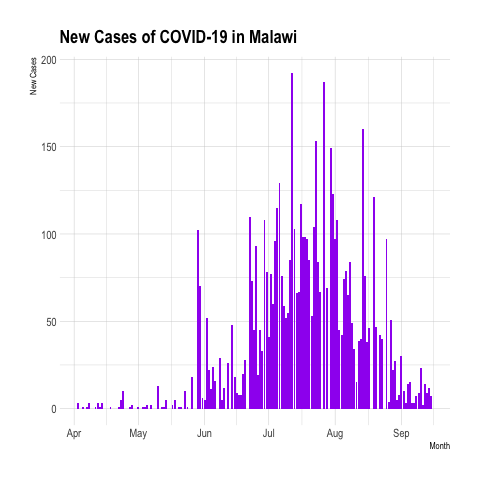 New Cases of COVID-19 in Malawi
New Cases
200
150
100
50
0
Apr May Jun Jul Aug Sep
Month